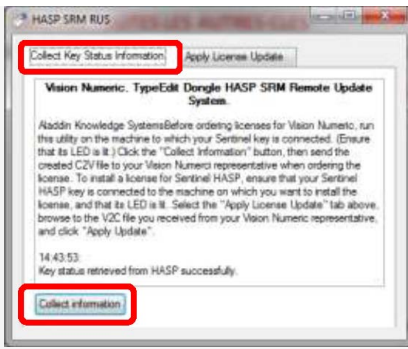 HASP SRM RUS
Collect Key Status Information
Apply License Update
Vision Numeric, TypeEdit Dongle HASP SRM Remote Update
System.
Aladdin Knowledge SystemsBefore ordering licenses for Vision Numeric, run
this utility on the machine to which your Sentinel key is connected. (Ensure
that its LED is lit.) Click the "Collect Information" button, then send the
created C2V file to your Vision Numerci representative when ordering the
license. To install a license for Sentinel HASP, ensure that your Sentinel
HASP key is connected to the machine on which you want to install the
license, and that its LED is lit. Select the "Apply License Update" tab above,
browse to the V2C file you received from your Vision Numeric representative,
and click "Apply Update".
14:43:53:
Key status retrieved from HASP successfully.
Collect information